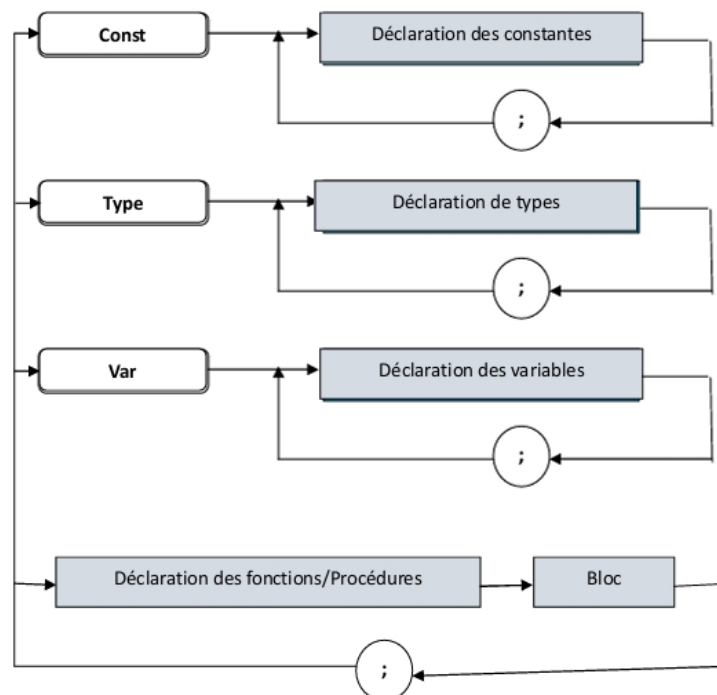 Const
Déclaration des constantes
;
Type
Déclaration de types
;
Var
Déclaration des variables
;
Déclaration des fonctions/Procédures
Bloc
;